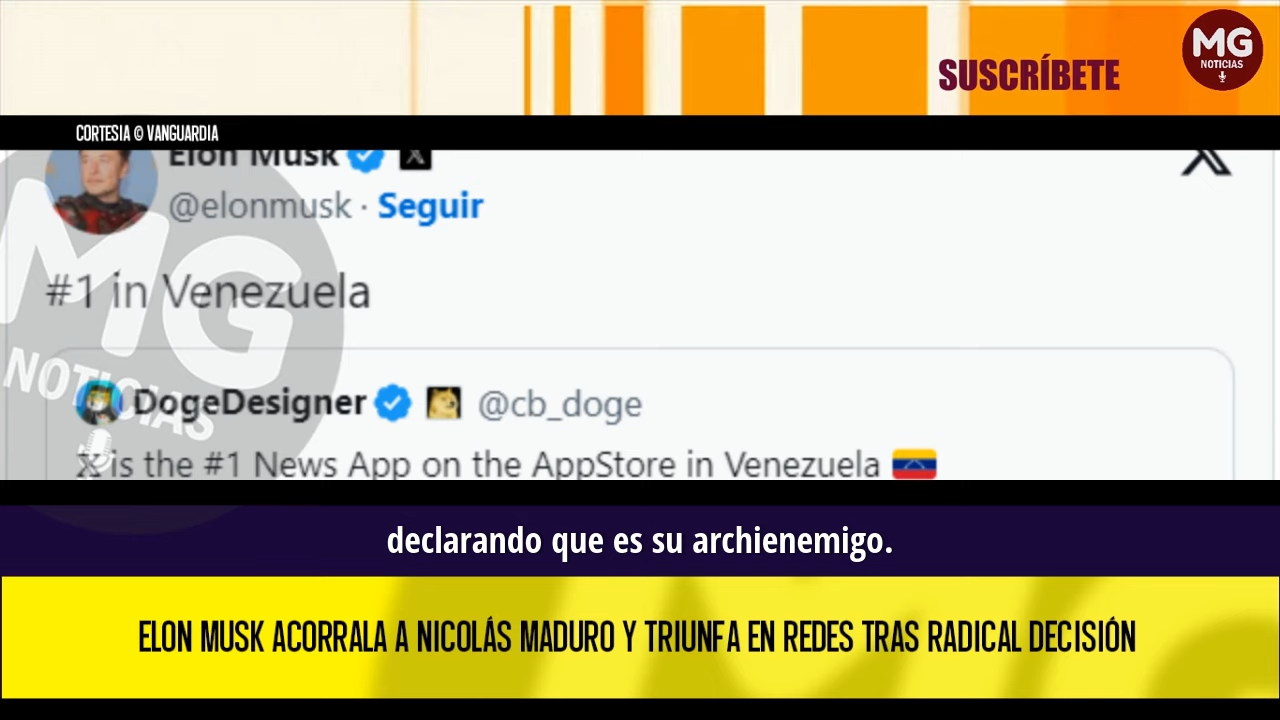 SUSCRÍBETE
MG
NOTICIAS
CORTESIA © VANGUARDIA
Elon Musk
@elonmusk · Seguir
#1 in Venezuela
MG
NOTICIAS
DogeDesigner @cb_doge
X is the #1 News App on the AppStore in Venezuela
declarando que es su archienemigo.
ELON MUSK ACORRALA A NICOLÁS MADURO Y TRIUNFA EN REDES TRAS RADICAL DECISIÓN